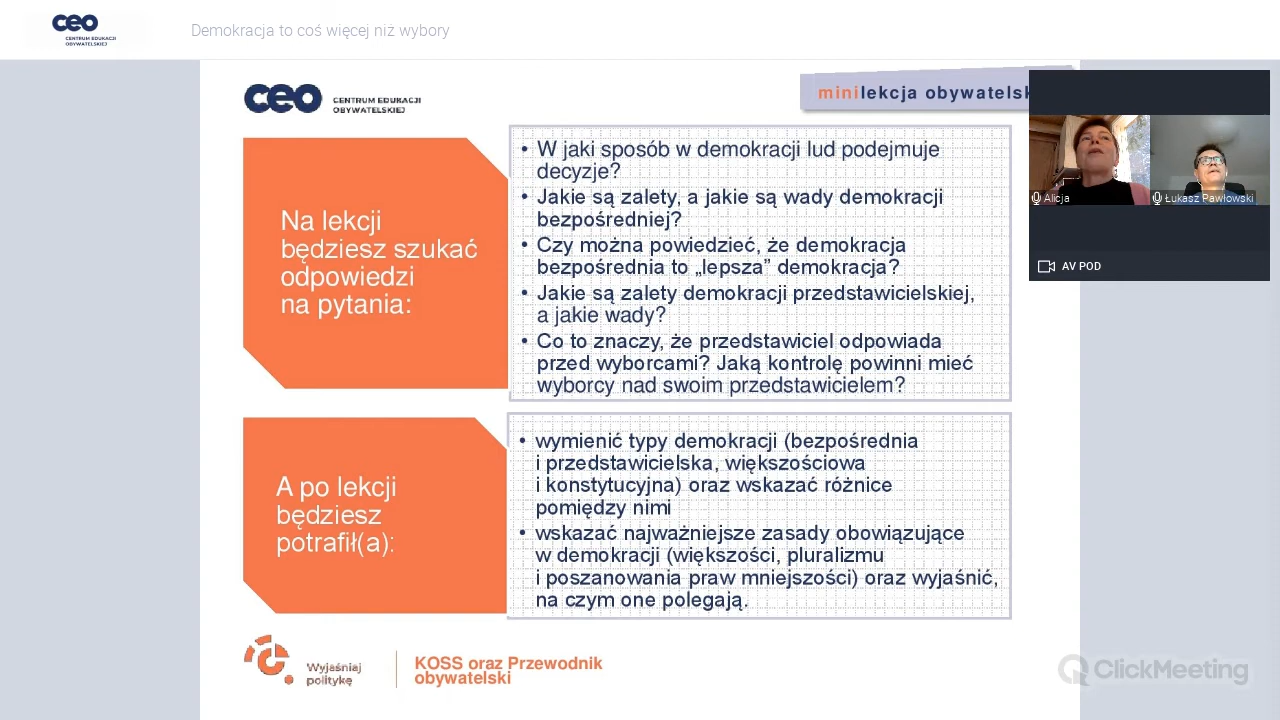 ceo
CENTRUM EDUKACJI
OBYWATELSKIEJ
Demokracja to coś więcej niż wybory
ceo
CENTRUM EDUKACJI
OBYWATELSKIEJ
minilekcja obywatelsk
Na lekcji
będziesz szukać
odpowiedzi
na pytania:
• W jaki sposób w demokracji lud podejmuje
decyzje?
• Jakie są zalety, a jakie są wady demokracji
bezpośredniej?
• Czy można powiedzieć, że demokracja
bezpośrednia to „lepsza” demokracja?
• Jakie są zalety demokracji przedstawicielskiej,
a jakie wady?
• Co to znaczy, że przedstawiciel odpowiada
przed wyborcami? Jaką kontrolę powinni mieć
wyborcy nad swoim przedstawicielem?
Alicja
Łukasz Pawłowski
AV POD
A po lekcji
będziesz
potrafił(a):
• wymienić typy demokracji (bezpośrednia
i przedstawicielska, większościowa
i konstytucyjna) oraz wskazać różnice
pomiędzy nimi
• wskazać najważniejsze zasady obowiązujące
w demokracji (większości, pluralizmu
i poszanowania praw mniejszości) oraz wyjaśnić,
na czym one polegają.
Wyjaśniaj
politykę
KOSS oraz Przewodnik
obywatelski
ClickMeeting